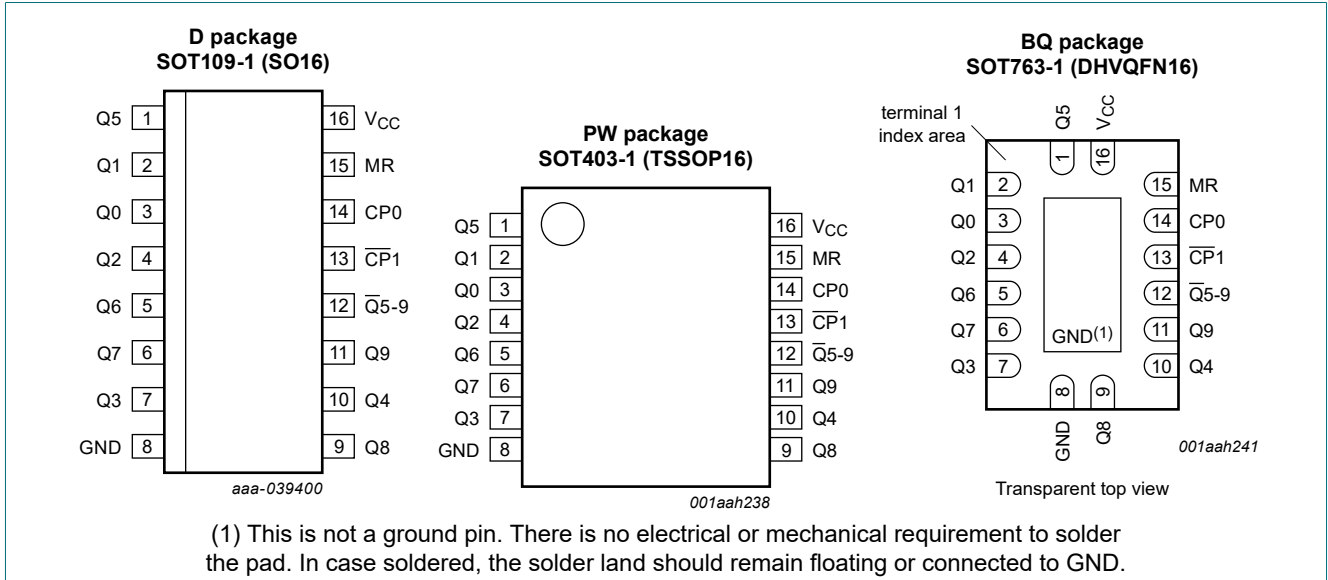 D package
SOT109-1 (SO16)
Q5 1 16 VCC
Q1 2 15 MR
Q0 3 14 CP0
Q2 4 13 C̅P̅1
Q6 5 12 Q̅5-9
Q7 6 11 Q9
Q3 7 10 Q4
GND 8 9 Q8
aaa-039400
PW package
SOT403-1 (TSSOP16)
Q5 1 16 VCC
Q1 2 15 MR
Q0 3 14 CP0
Q2 4 13 C̅P̅1
Q6 5 12 Q̅5-9
Q7 6 11 Q9
Q3 7 10 Q4
GND 8 9 Q8
001aah238
BQ package
SOT763-1 (DHVQFN16)
terminal 1
index area
Q5 VCC
1 16
Q1 2 15 MR
Q0 3 14 CP0
Q2 4 13 C̅P̅1
Q6 5 12 Q̅5-9
Q7 6 GND(1) 11 Q9
Q3 7 10 Q4
8 9
GND Q8
001aah241
Transparent top view
(1) This is not a ground pin. There is no electrical or mechanical requirement to solder
the pad. In case soldered, the solder land should remain floating or connected to GND.